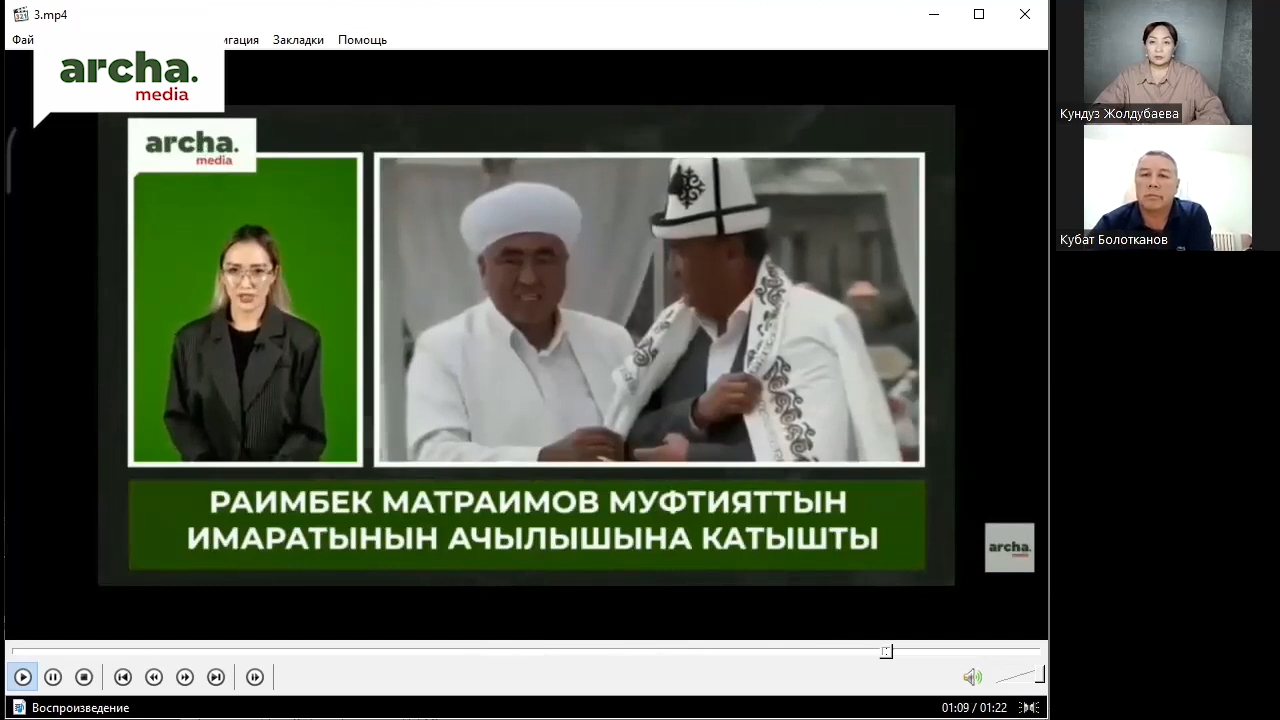 3.mp4
Фай
игация Закладки Помощь
archa.
media
archa.
media
РАИМБЕК МАТРАИМОВ МУФТИЯТТЫН
ИМАРАТЫНЫН АЧЫЛЫШЫНА КАТЫШТЫ
archa.
media
Воспроизведение
01:09 / 01:22
Кундуз Жолдубаева
Кубат Болотканов